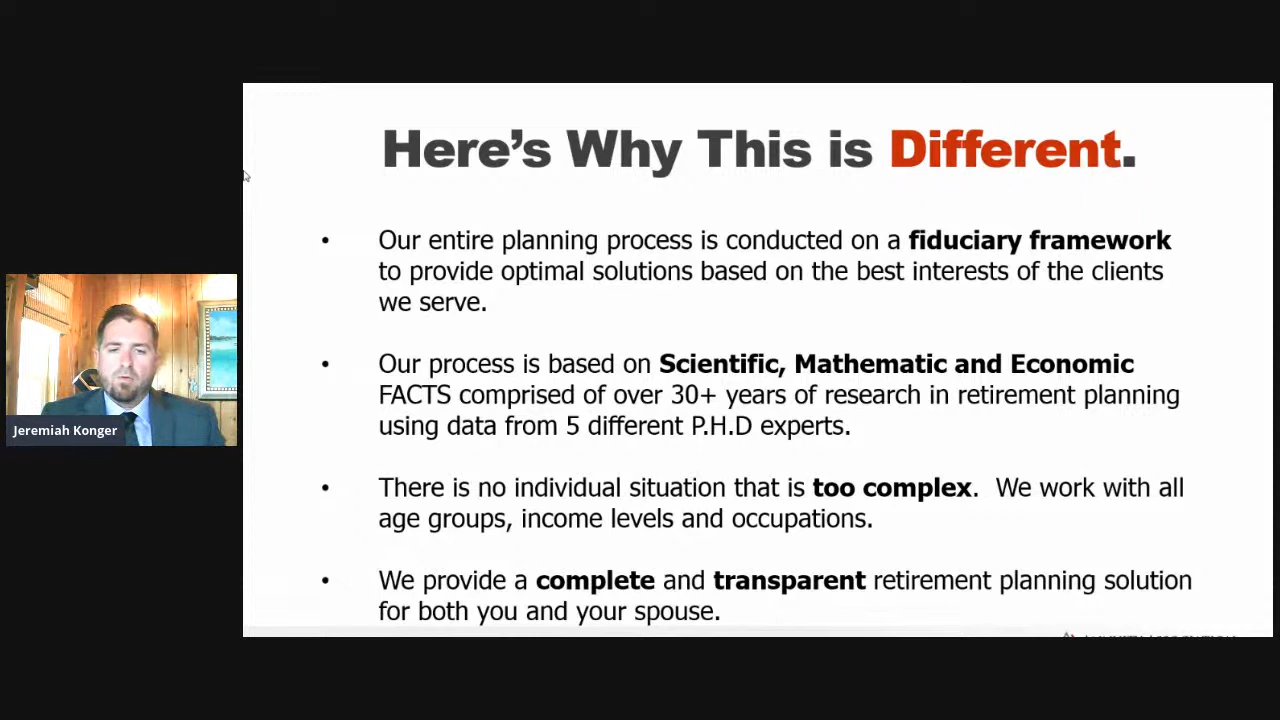 Here's Why This is Different.
• Our entire planning process is conducted on a fiduciary framework
to provide optimal solutions based on the best interests of the clients
we serve.
• Our process is based on Scientific, Mathematic and Economic
FACTS comprised of over 30+ years of research in retirement planning
using data from 5 different P.H.D experts.
Jeremiah Konger
• There is no individual situation that is too complex. We work with all
age groups, income levels and occupations.
• We provide a complete and transparent retirement planning solution
for both you and your spouse.